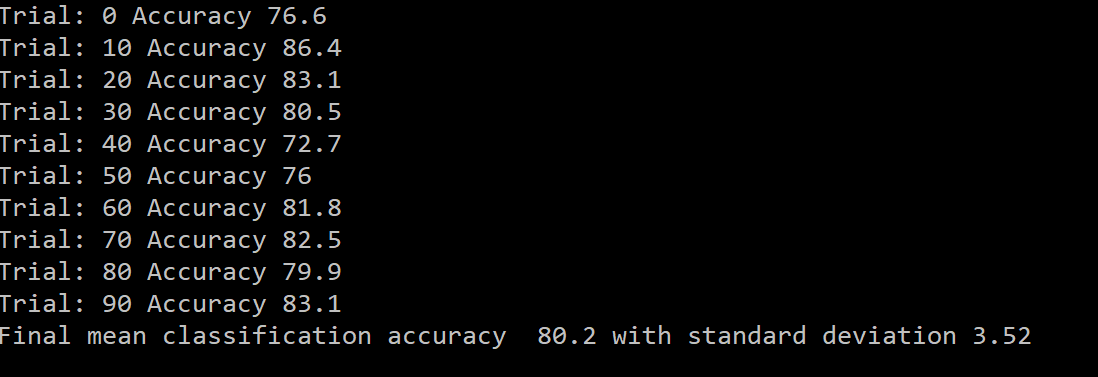 Trial: 0 Accuracy 76.6
Trial: 10 Accuracy 86.4
Trial: 20 Accuracy 83.1
Trial: 30 Accuracy 80.5
Trial: 40 Accuracy 72.7
Trial: 50 Accuracy 76
Trial: 60 Accuracy 81.8
Trial: 70 Accuracy 82.5
Trial: 80 Accuracy 79.9
Trial: 90 Accuracy 83.1
Final mean classification accuracy  80.2 with standard deviation 3.52